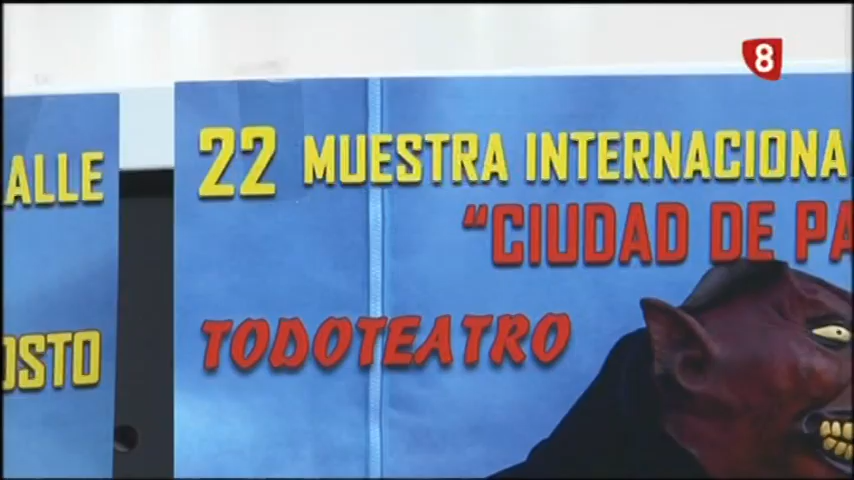 8
ALLE
OSTO
22 MUESTRA INTERNACIONA
"CIUDAD DE PA
TODOTEATRO